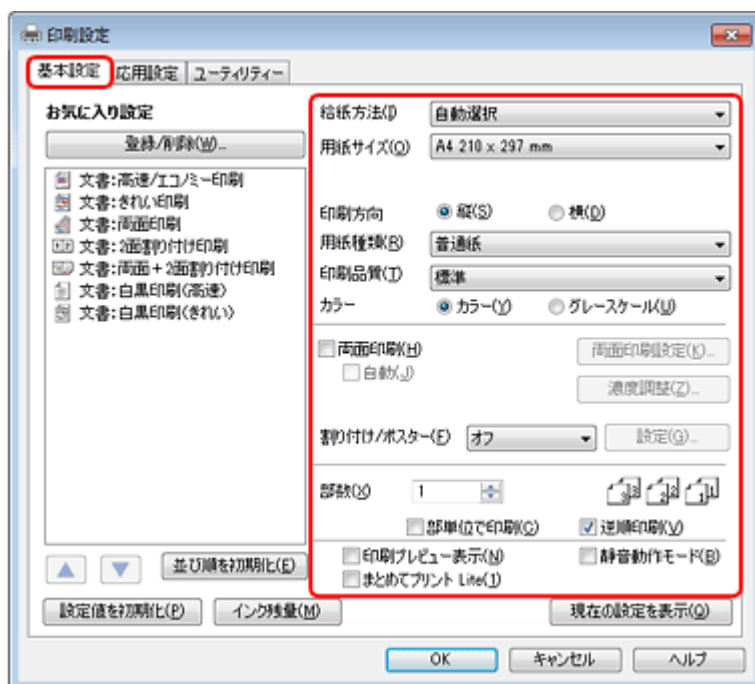 印刷設定
基本設定 応用設定 ユーティリティー
お気に入り設定
登録/削除(W)...
文書:高速/エコノミー印刷
文書:きれい印刷
文書:両面印刷
文書:2面割り付け印刷
文書:両面+2面割り付け印刷
文書:白黒印刷(高速)
文書:白黒印刷(きれい)
並び順を初期化(E)
給紙方法(I) 自動選択
用紙サイズ(O) A4 210 x 297 mm
印刷方向 縦(S) 横(D)
用紙種類(R) 普通紙
印刷品質(T) 標準
カラー カラー(Y) グレースケール(U)
両面印刷(H) 両面印刷設定(K)...
自動(J)
濃度調整(Z)...
割り付け/ポスター(F) オフ 設定(G)...
部数(X) 1
部単位で印刷(C) 逆順印刷(V)
印刷プレビュー表示(N) 静音動作モード(B)
まとめてプリント Lite(1)
設定値を初期化(P) インク残量(M) 現在の設定を表示(Q)
OK キャンセル ヘルプ